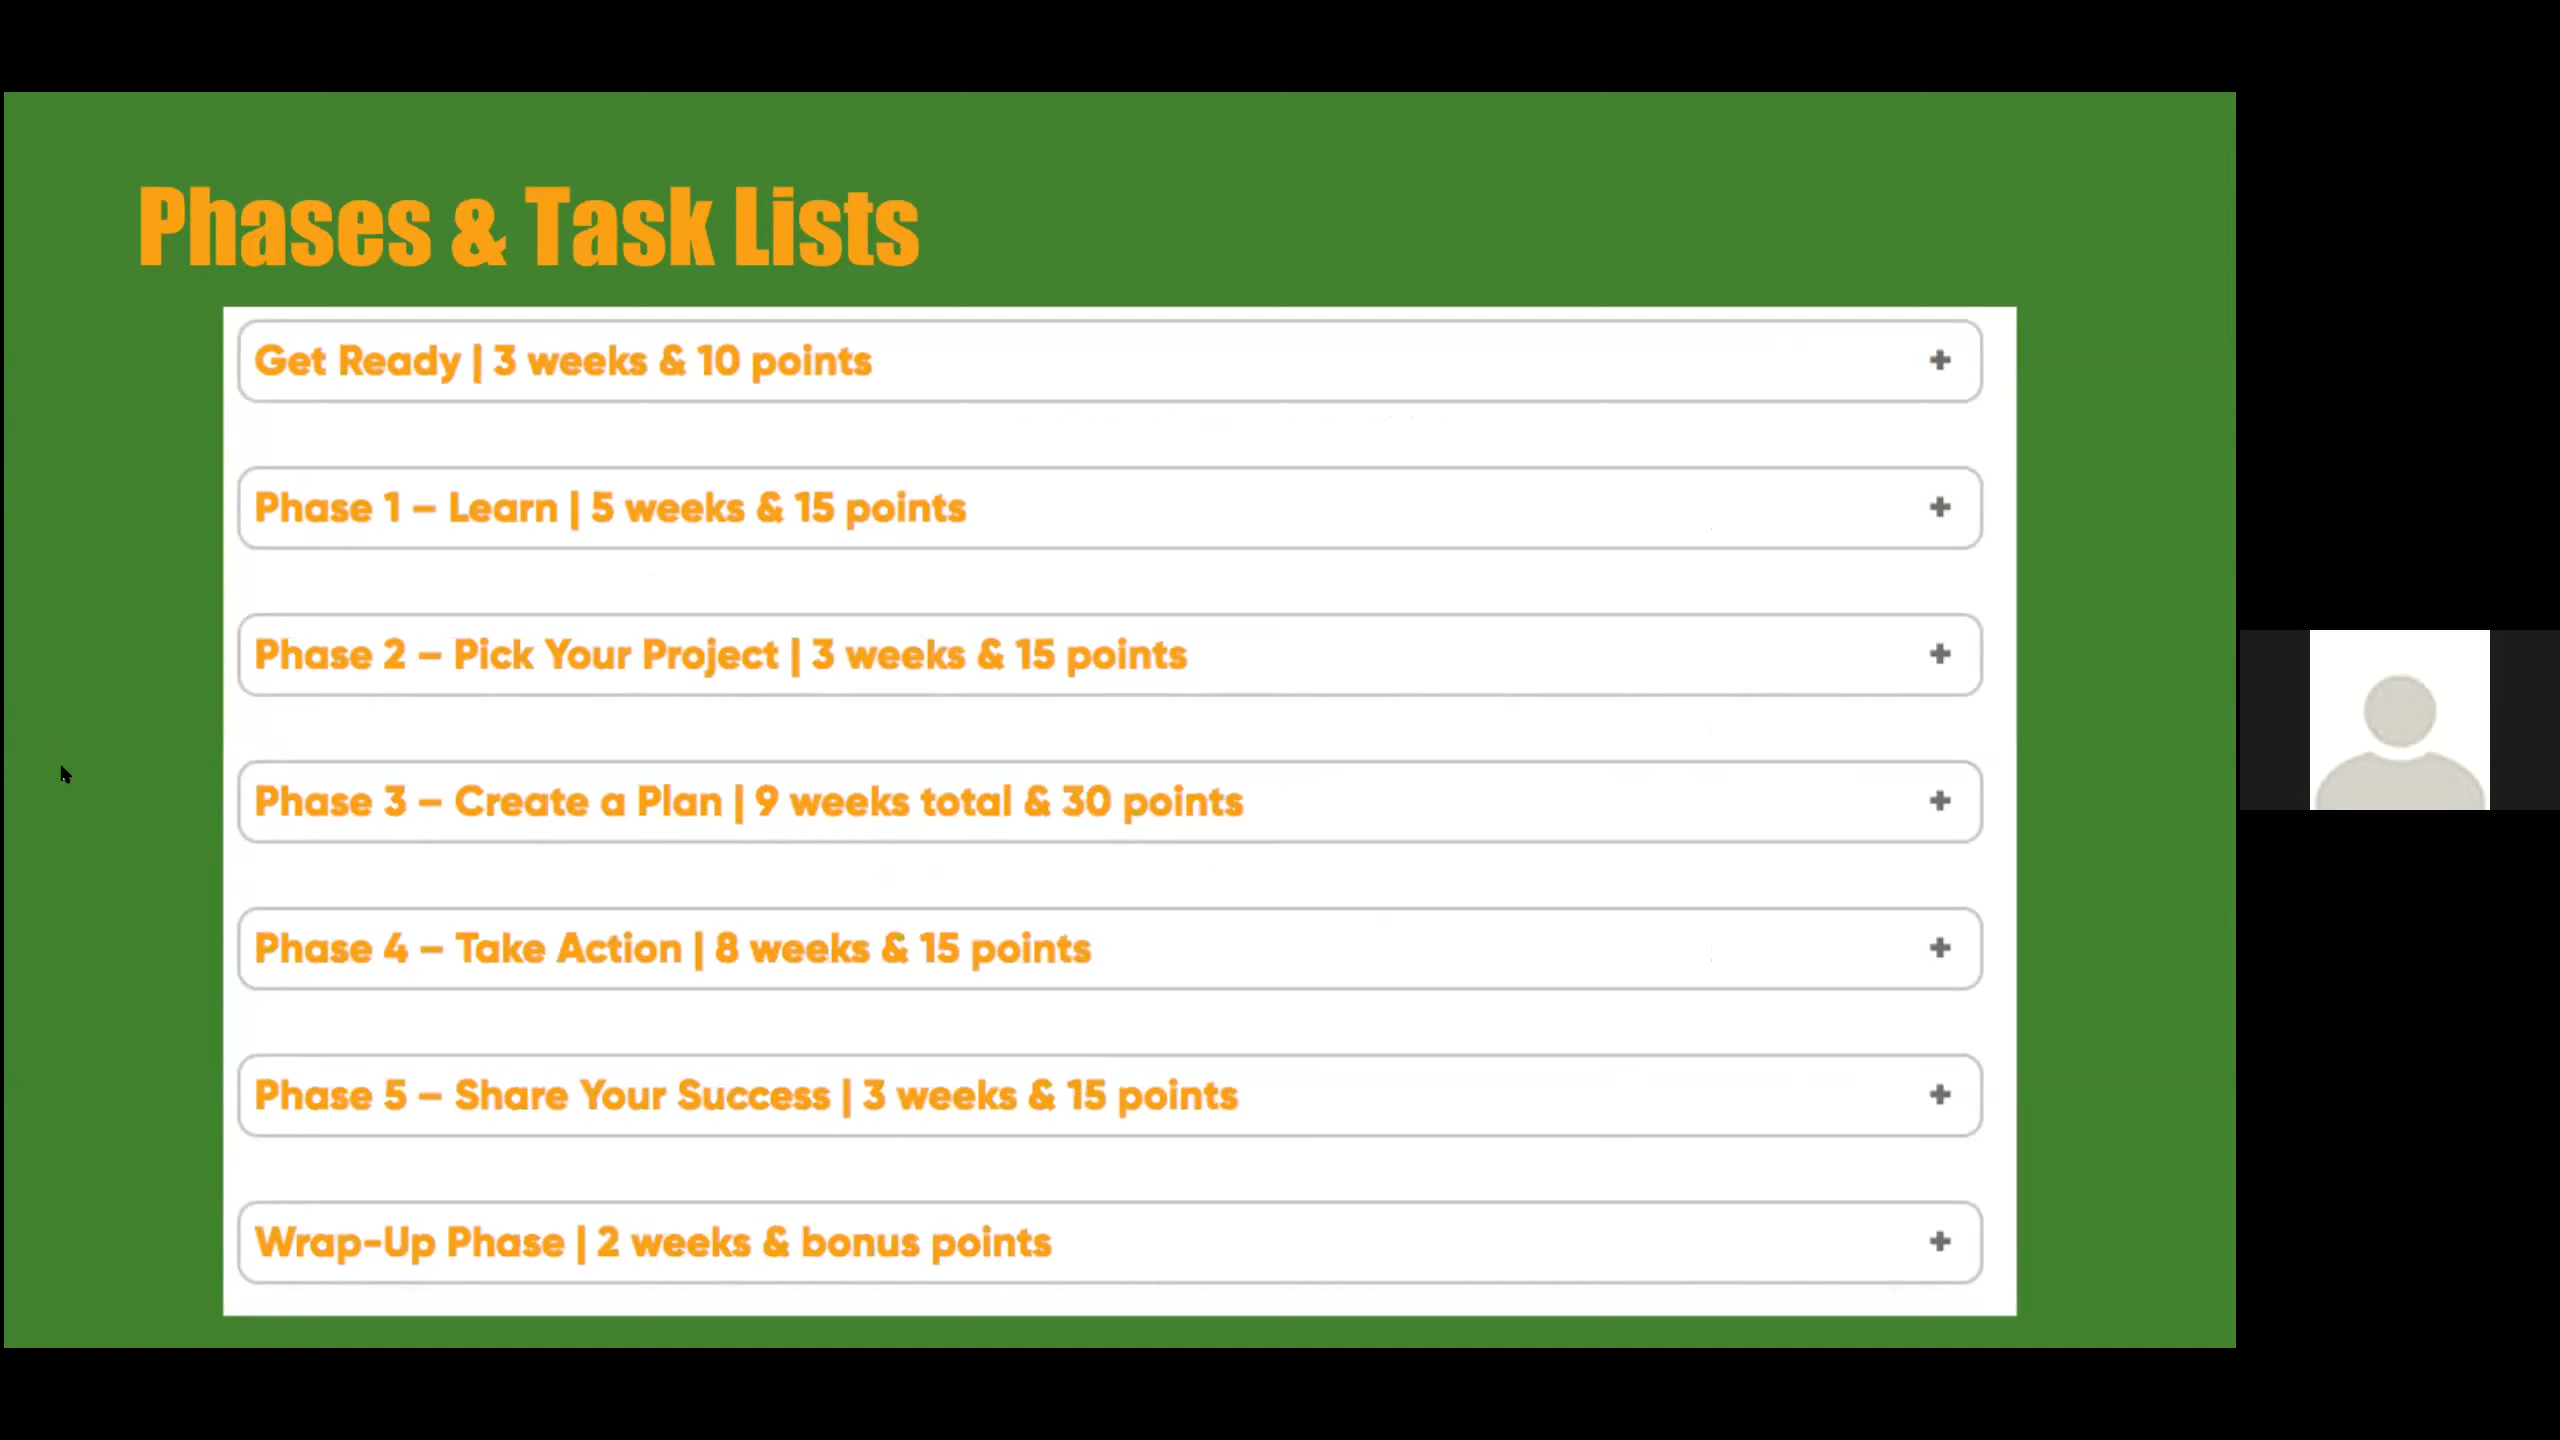 Phases & Task Lists
Get Ready | 3 weeks & 10 points
Phase 1 – Learn | 5 weeks & 15 points
Phase 2 – Pick Your Project | 3 weeks & 15 points
Phase 3 – Create a Plan | 9 weeks total & 30 points
Phase 4 – Take Action | 8 weeks & 15 points
Phase 5 – Share Your Success | 3 weeks & 15 points
Wrap-Up Phase | 2 weeks & bonus points